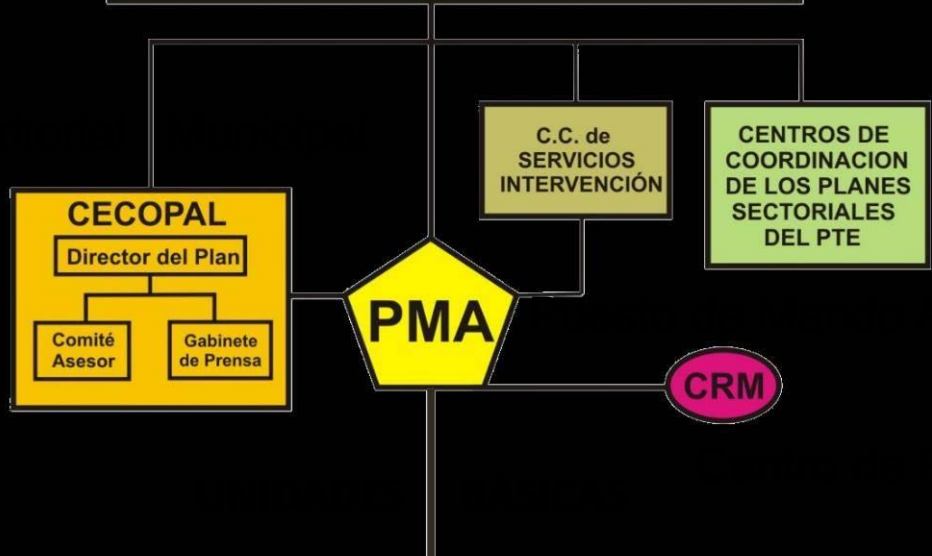 C.C. de
SERVICIOS
INTERVENCIÓN
CENTROS DE
COORDINACION
DE LOS PLANES
SECTORIALES
DEL PTE
CECOPAL
Director del Plan
Comité
Asesor
Gabinete
de Prensa
PMA
CRM